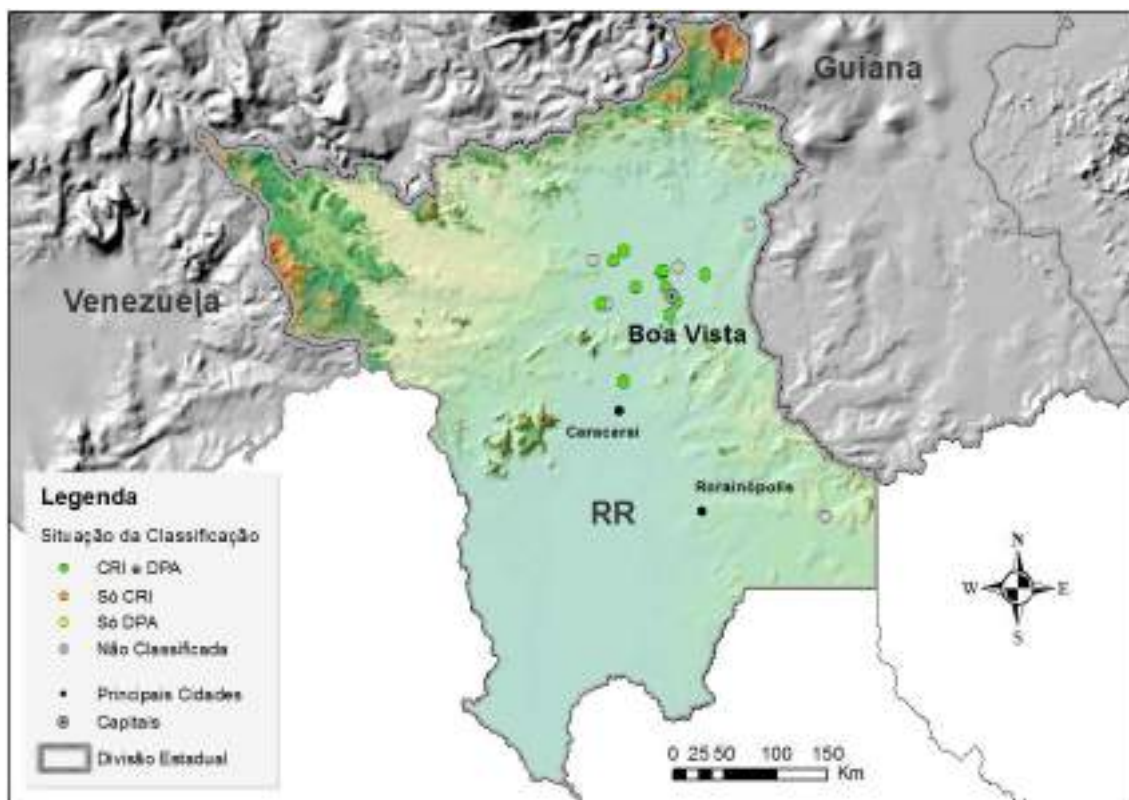 Guiana
Venezuela
Boa Vista
Caracaraí
Rorainópolis
RR
Legenda
Situação da Classificação
CRI e DPA
Só CRI
Só DPA
Não Classificada
Principais Cidades
Capitais
Divisão Estadual
N
W
E
S
0 25 50 100 150
Km